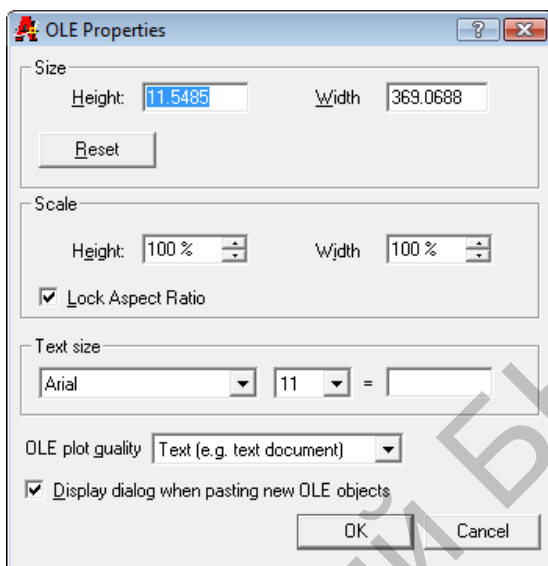 OLE Properties
Size
Height: 11.5485 Width 369.0688
Reset
Scale
Height: 100 % Width 100 %
Lock Aspect Ratio
Text size
Arial 11 =
OLE plot quality Text (e.g. text document)
Display dialog when pasting new OLE objects
OK Cancel